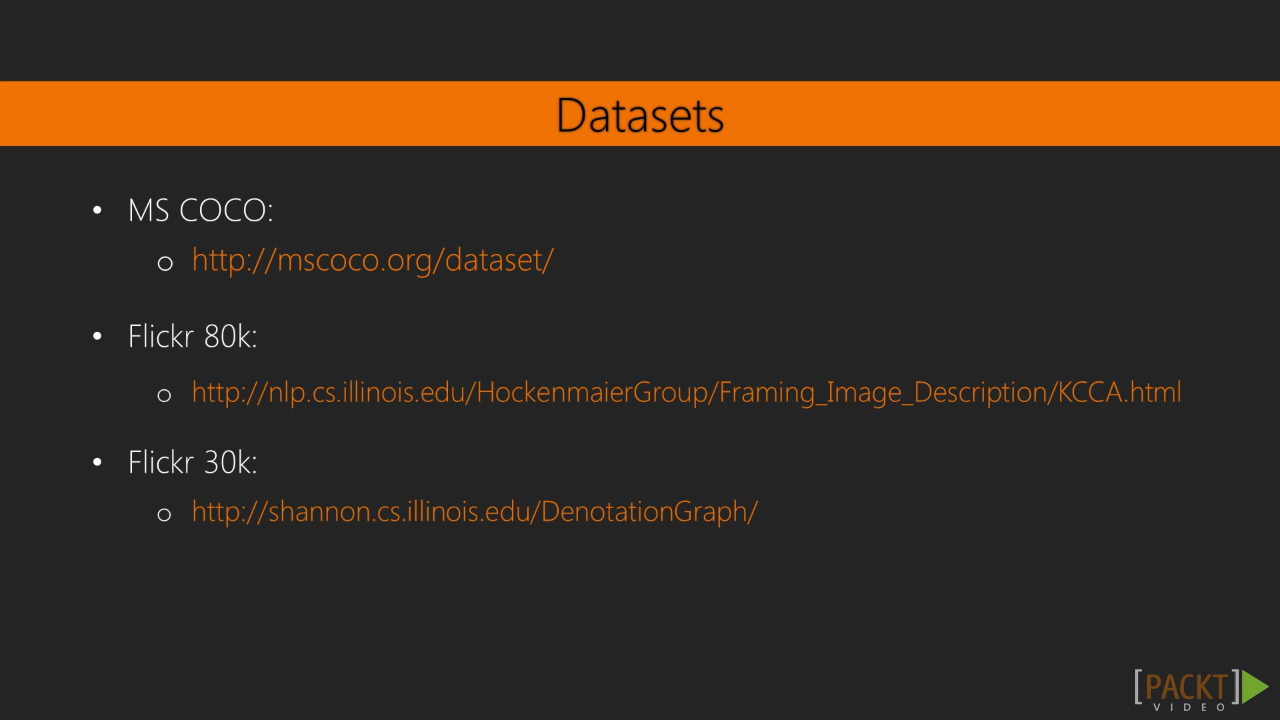 Datasets
• MS COCO:
o http://mscoco.org/dataset/
• Flickr 80k:
o http://nlp.cs.illinois.edu/HockenmaierGroup/Framing_Image_Description/KCCA.html
• Flickr 30k:
o http://shannon.cs.illinois.edu/DenotationGraph/
[PACKT]
VIDEO